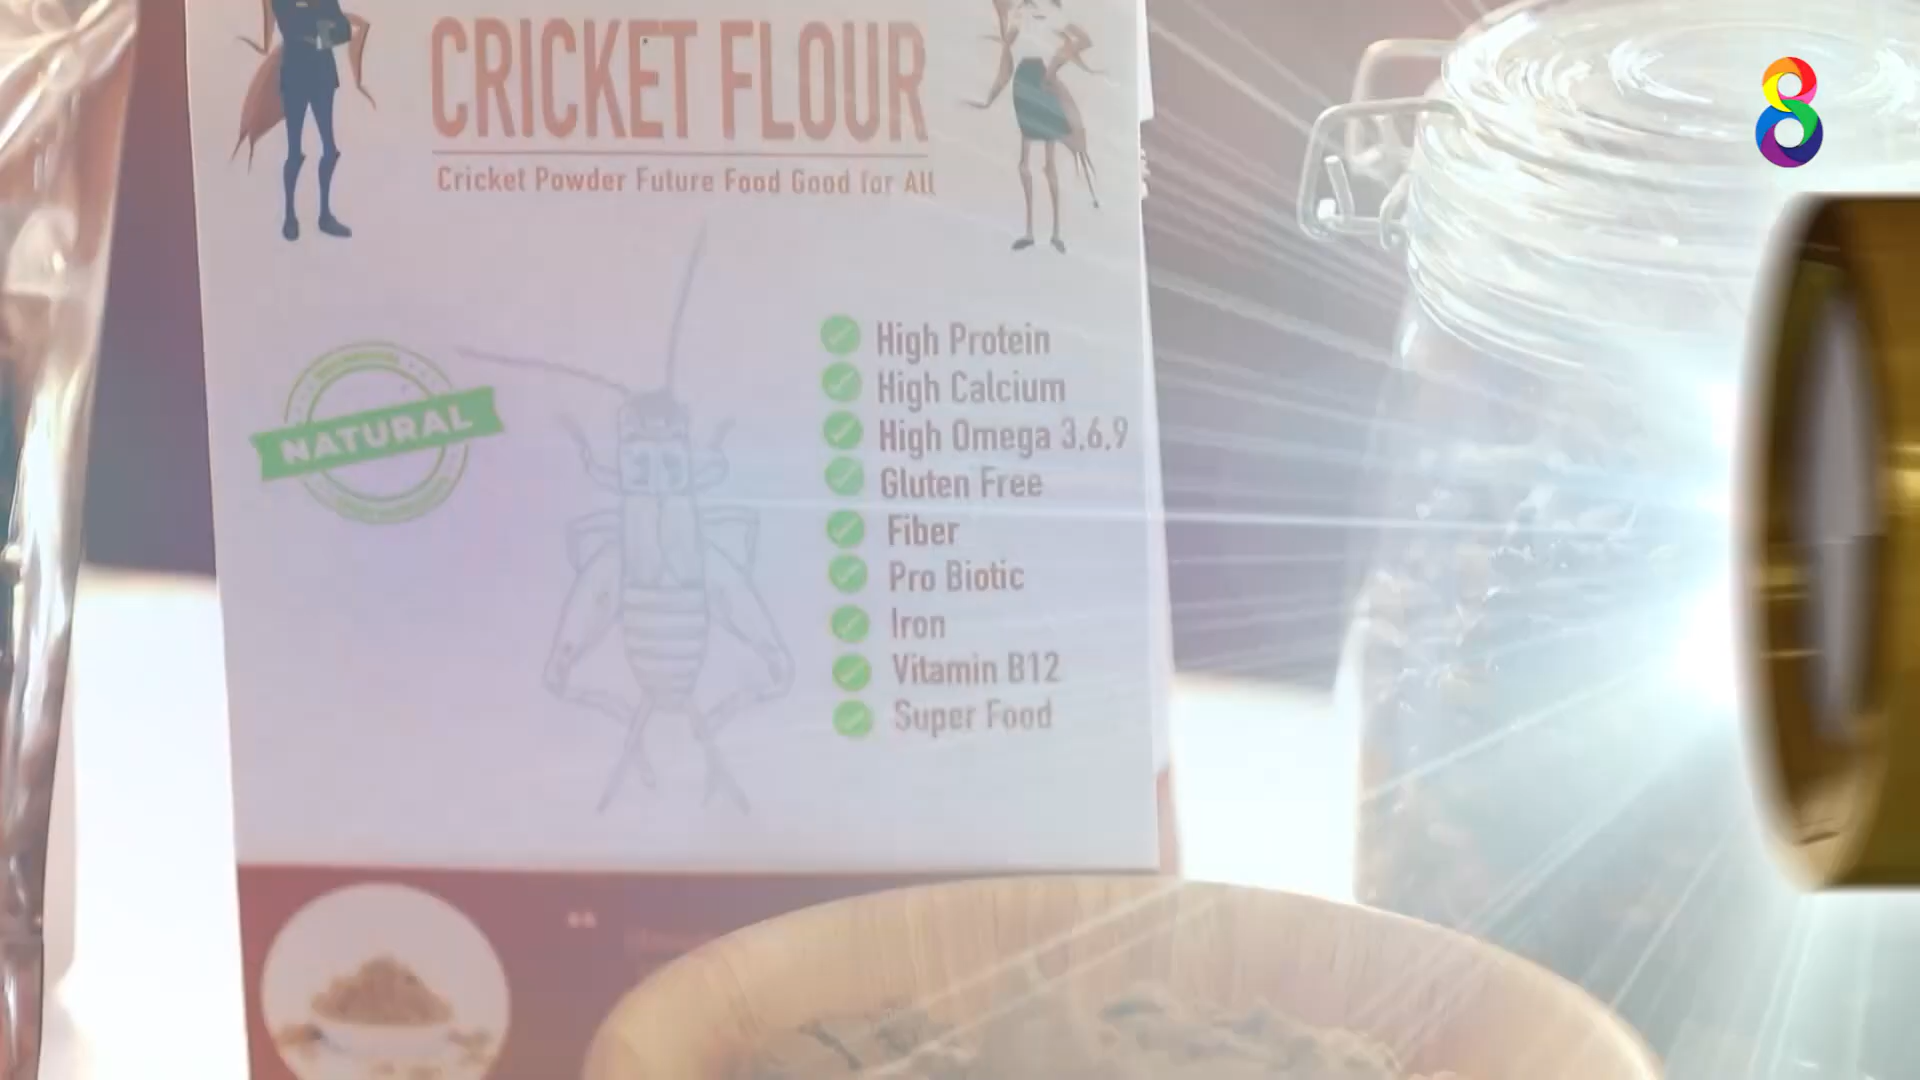 CRICKET FLOUR
Cricket Powder Future Food Good for All
NATURAL
High Protein
High Calcium
High Omega 3.6.9
Gluten Free
Fiber
Pro Biotic
Iron
Vitamin B12
Super Food
8